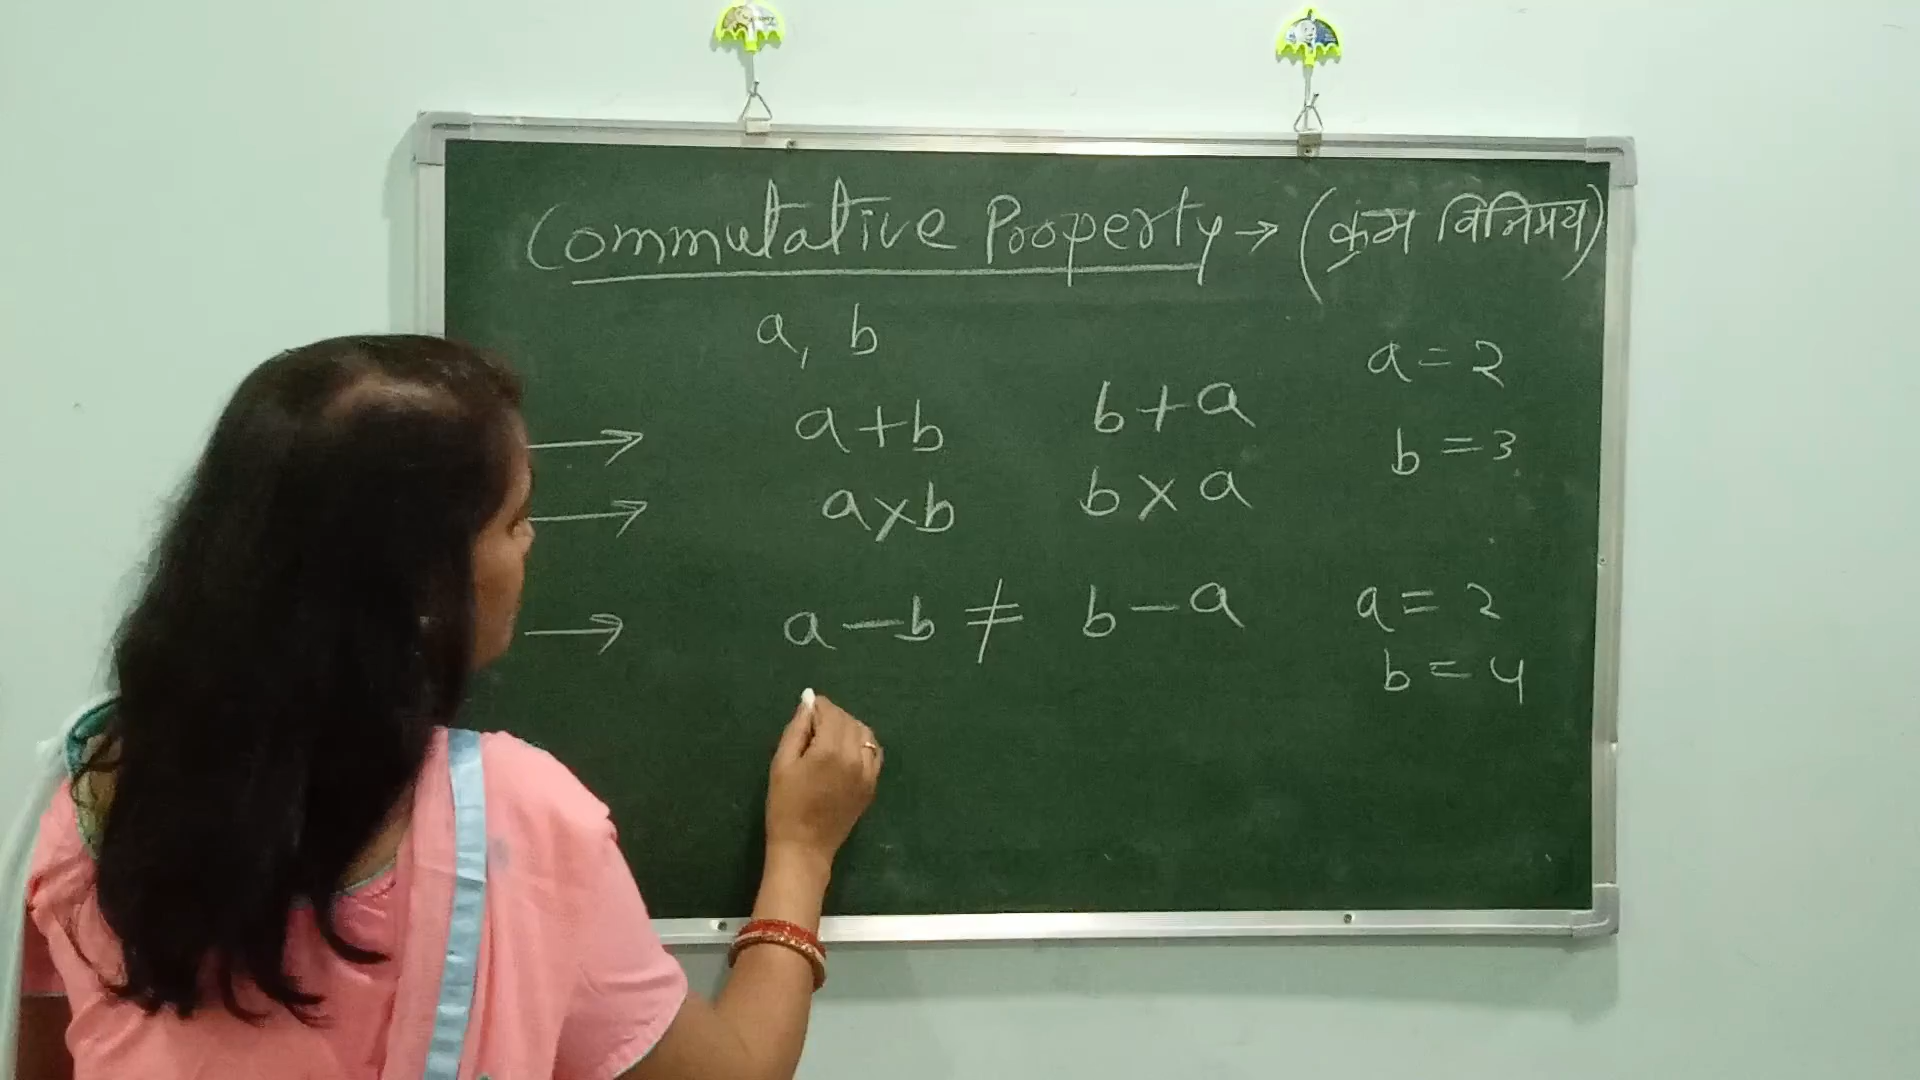 Commutative Property → (क्रम विनिमय)
a, b
a = 2
→ a + b b + a
b = 3
→ a × b b × a
→ a - b ≠ b - a
a = 2
b = 4